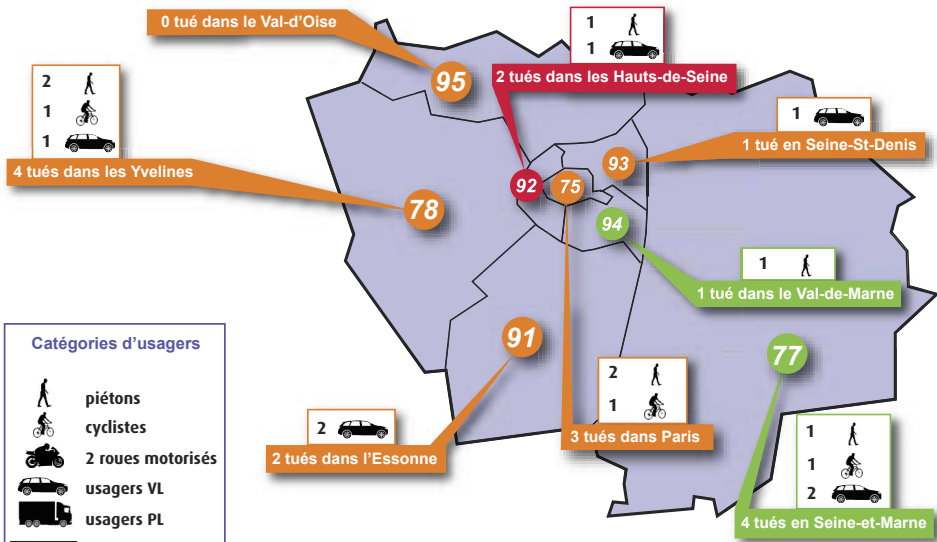 0 tué dans le Val-d'Oise
95
1
1
2 tués dans les Hauts-de-Seine
92
2
1
1
4 tués dans les Yvelines
78
1
1 tué en Seine-St-Denis
93
75
94
1
1 tué dans le Val-de-Marne
91
2
2 tués dans l'Essonne
2
1
3 tués dans Paris
77
1
1
2
4 tués en Seine-et-Marne
Catégories d'usagers
piétons
cyclistes
2 roues motorisés
usagers VL
usagers PL